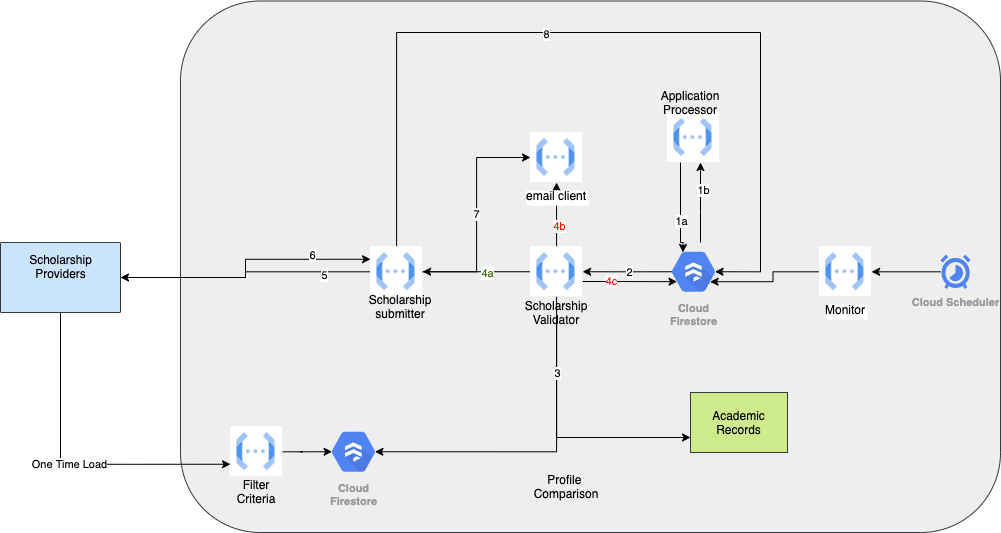 8
Application
Processor
email client
1b
7
1a
4b
Scholarship
Providers
6
5
4a
2
4c
Scholarship
submitter
Scholarship
Validator
Cloud
Firestore
Monitor
Cloud Scheduler
3
Academic
Records
One Time Load
Filter
Criteria
Cloud
Firestore
Profile
Comparison